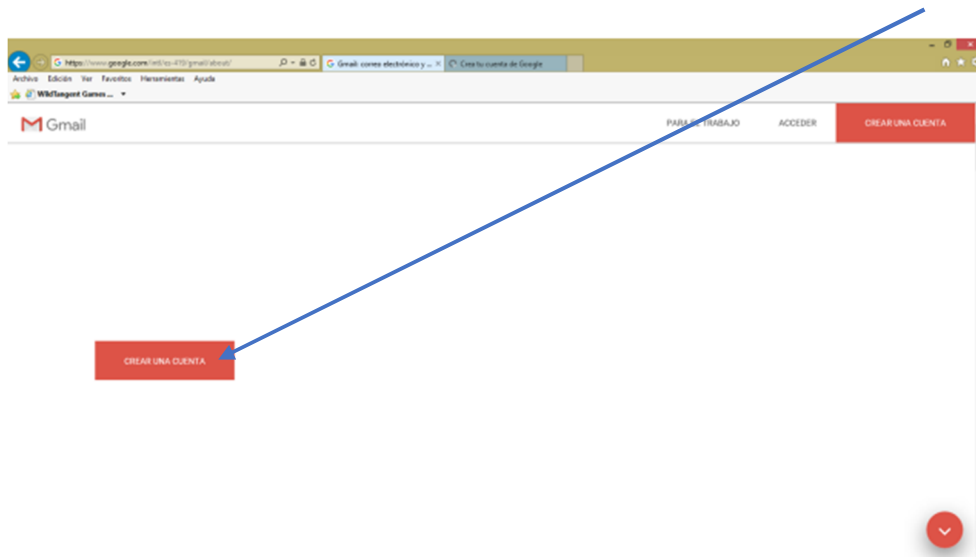 https://www.google.com/intl/es-419/gmail/about/
Gmail: correo electrónico y ...
Crea tu cuenta de Google
Archivo Edición Ver Favoritos Herramientas Ayuda
WildTangent Games ...
Gmail
PARA EL TRABAJO
ACCEDER
CREAR UNA CUENTA
CREAR UNA CUENTA